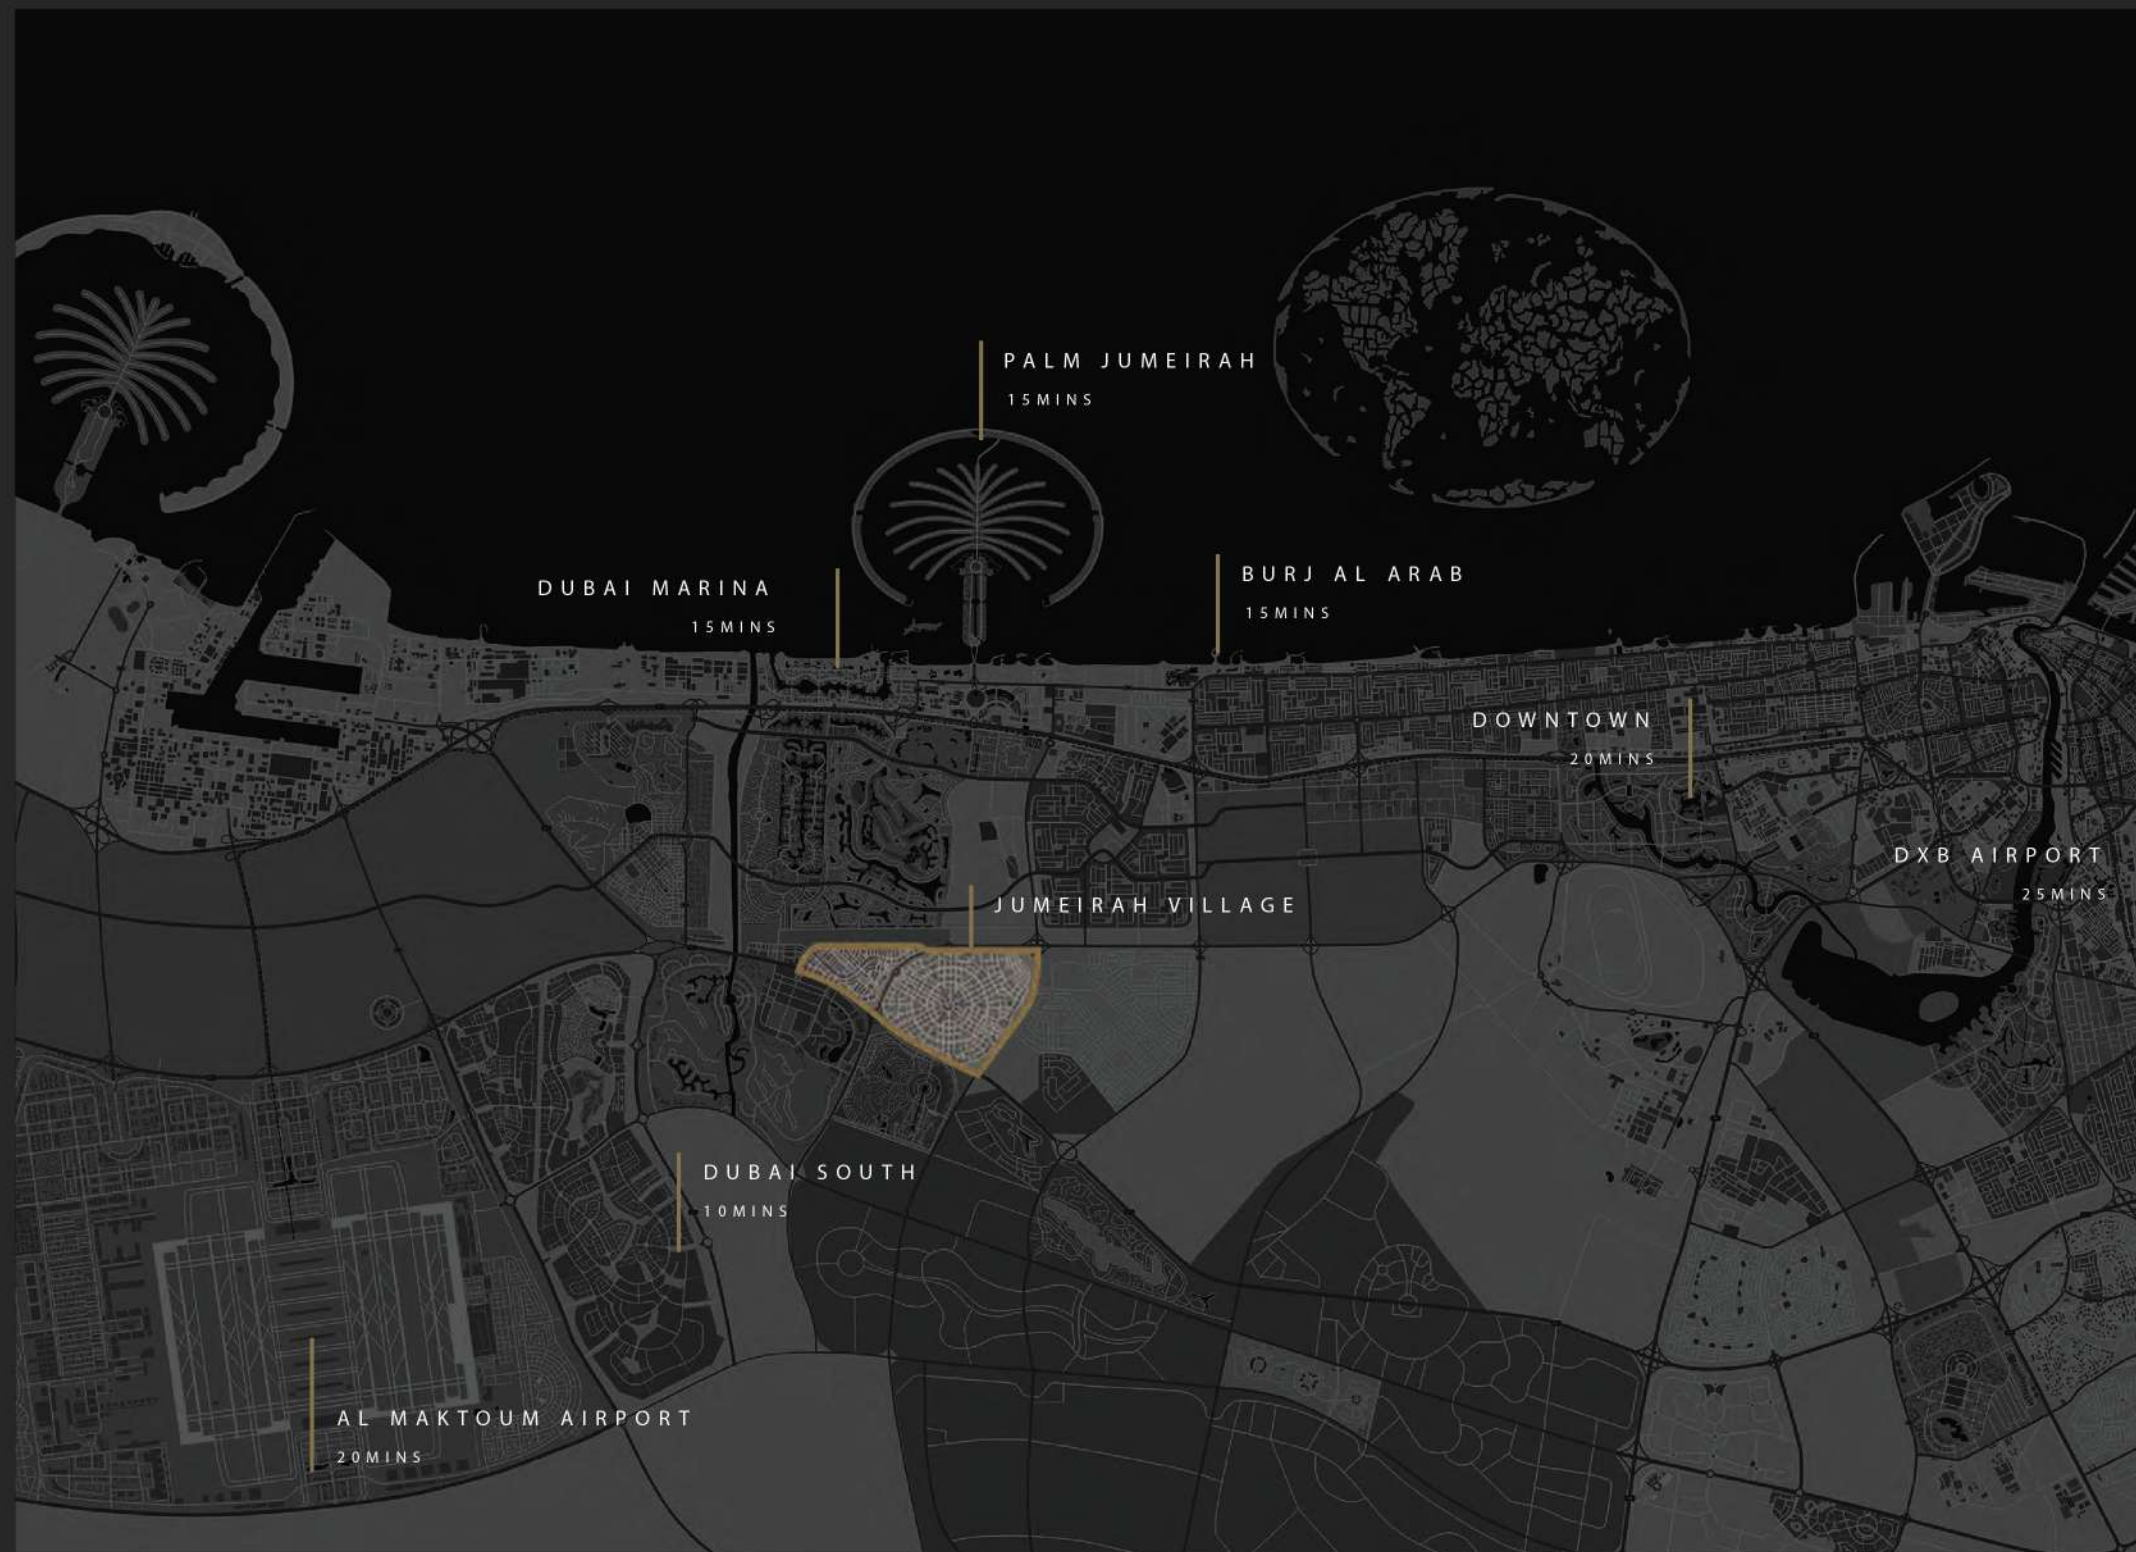 PALM JUMEIRAH
15MINS
DUBAI MARINA
15MINS
BURJ AL ARAB
15MINS
DOWNTOWN
20MINS
DXB AIRPORT
25MINS
JUMEIRAH VILLAGE
DUBAI SOUTH
10MINS
AL MAKTOUM AIRPORT
20MINS